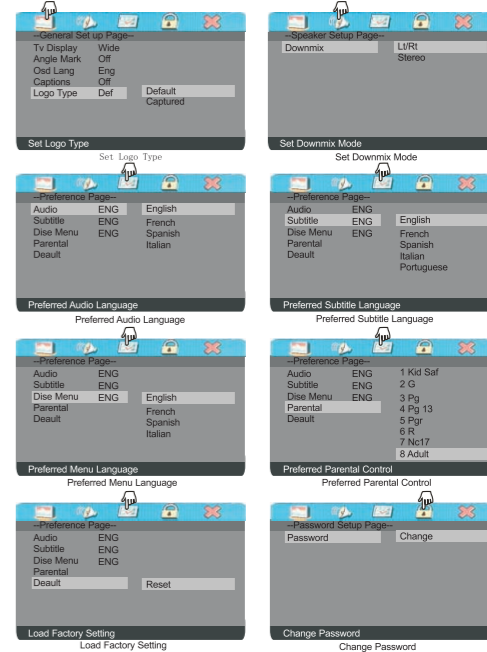 --General Set up Page--
Tv Display Wide
Angle Mark Off
Osd Lang Eng
Captions Off
Logo Type Def Default
Captured
Set Logo Type
Set Logo Type
--Speaker Setup Page--
Downmix Lt/Rt
Stereo
Set Downmix Mode
Set Downmix Mode
--Preference Page--
Audio ENG English
Subtitle ENG French
Dise Menu ENG Spanish
Parental Italian
Deault
Preferred Audio Language
Preferred Audio Language
--Preference Page--
Audio ENG
Subtitle ENG English
Dise Menu ENG French
Parental Spanish
Deault Italian
Portuguese
Preferred Subtitle Language
Preferred Subtitle Language
--Preference Page--
Audio ENG
Subtitle ENG
Dise Menu ENG English
Parental French
Deault Spanish
Italian
Preferred Menu Language
Preferred Menu Language
--Preference Page--
Audio ENG 1 Kid Saf
Subtitle ENG 2 G
Dise Menu ENG 3 Pg
Parental 4 Pg 13
Deault 5 Pgr
6 R
7 Nc17
8 Adult
Preferred Parental Control
Preferred Parental Control
--Preference Page--
Audio ENG
Subtitle ENG
Dise Menu ENG
Parental
Deault Reset
Load Factory Setting
Load Factory Setting
--Password Setup Page--
Password Change
Change Password
Change Password